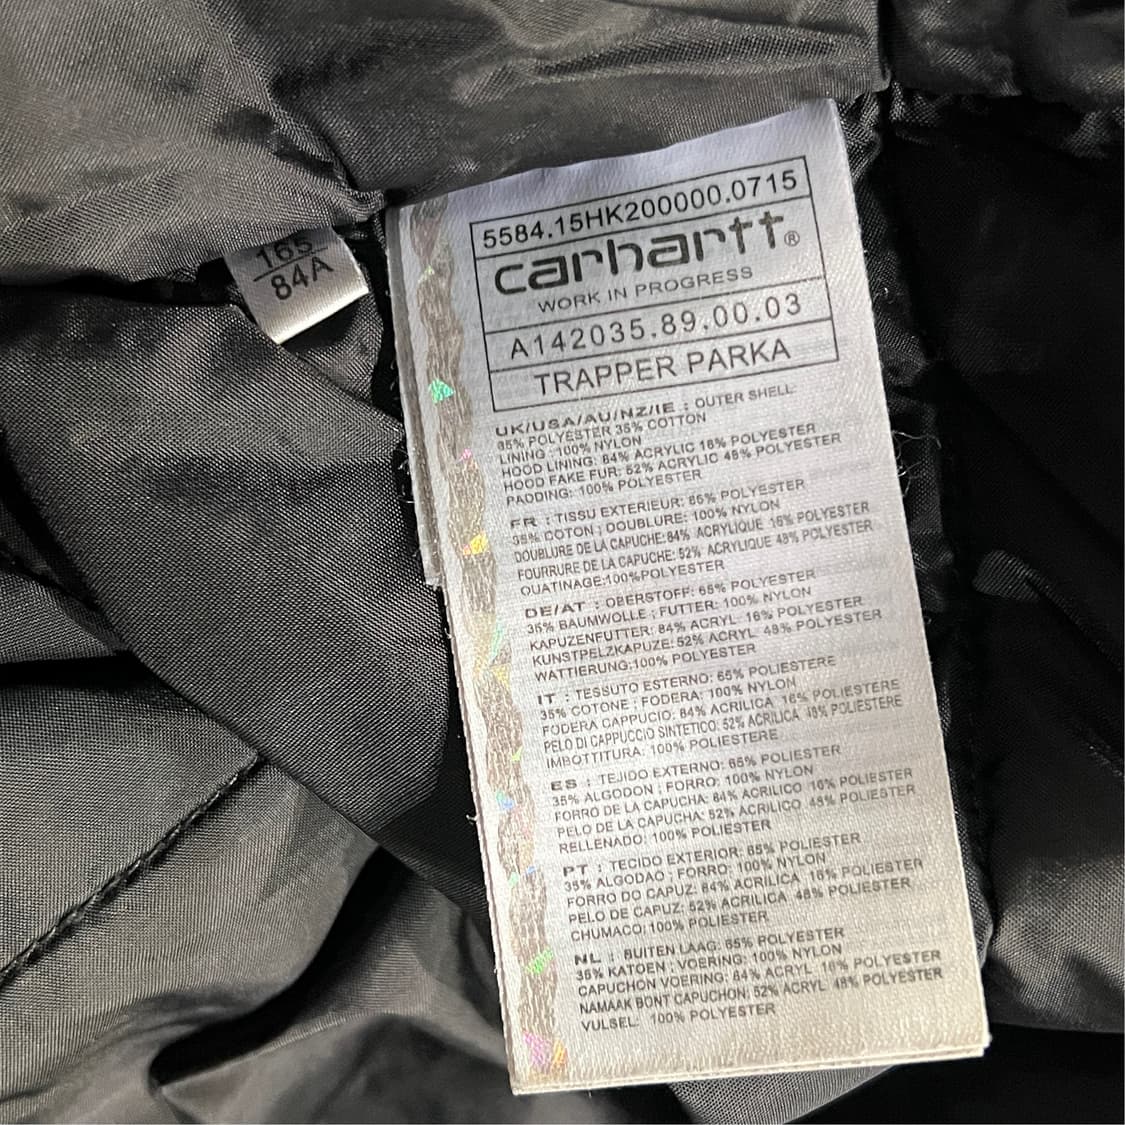 165
84A
5584.15HK200000.0715
carhartt®
WORK IN PROGRESS
A142035.89.00.03
TRAPPER PARKA
UK/USA/AU/NZ/IE : OUTER SHELL:
65% POLYESTER 35% COTTON
LINING : 100% NYLON
HOOD LINING: 84% ACRYLIC 16% POLYESTER
HOOD FAKE FUR: 52% ACRYLIC 48% POLYESTER
PADDING: 100% POLYESTER
FR : TISSU EXTERIEUR: 65% POLYESTER
35% COTON ; DOUBLURE: 100% NYLON
DOUBLURE DE LA CAPUCHE:84% ACRYLIQUE 16% POLYESTER
FOURRURE DE LA CAPUCHE: 52% ACRYLIQUE 48% POLYESTER
OUATINAGE:100%POLYESTER
DE/AT : OBERSTOFF: 65% POLYESTER
35% BAUMWOLLE ; FUTTER: 100% NYLON
KAPUZENFUTTER: 84% ACRYL 16% POLYESTER
KUNSTPELZKAPUZE: 52% ACRYL 48% POLYESTER
WATTIERUNG:100% POLYESTER
IT : TESSUTO ESTERNO: 65% POLIESTERE
35% COTONE ; FODERA: 100% NYLON
FODERA CAPPUCIO: 84% ACRILICA 16% POLIESTERE
PELO DI CAPPUCCIO SINTETICO: 52% ACRILICA 48% POLIESTERE
IMBOTTITURA: 100% POLIESTERE
ES : TEJIDO EXTERNO: 65% POLIESTER
35% ALGODON ; FORRO: 100% NYLON
FORRO DE LA CAPUCHA: 84% ACRILICO 16% POLIESTER
PELO DE LA CAPUCHA: 52% ACRILICO 48% POLIESTER
RELLENADO: 100% POLIESTER
PT : TECIDO EXTERIOR: 65% POLIESTER
35% ALGODAO ; FORRO: 100% NYLON
FORRO DO CAPUZ: 84% ACRILICA 16% POLIESTER
PELO DE CAPUZ: 52% ACRILICA 48% POLIESTER
CHUMACO: 100% POLIESTER
NL : BUITEN LAAG: 65% POLYESTER
35% KATOEN ; VOERING: 100% NYLON
CAPUCHON VOERING: 84% ACRYL 16% POLYESTER
NAMAAK BONT CAPUCHON: 52% ACRYL 48% POLYESTER
VULSEL: 100% POLYESTER